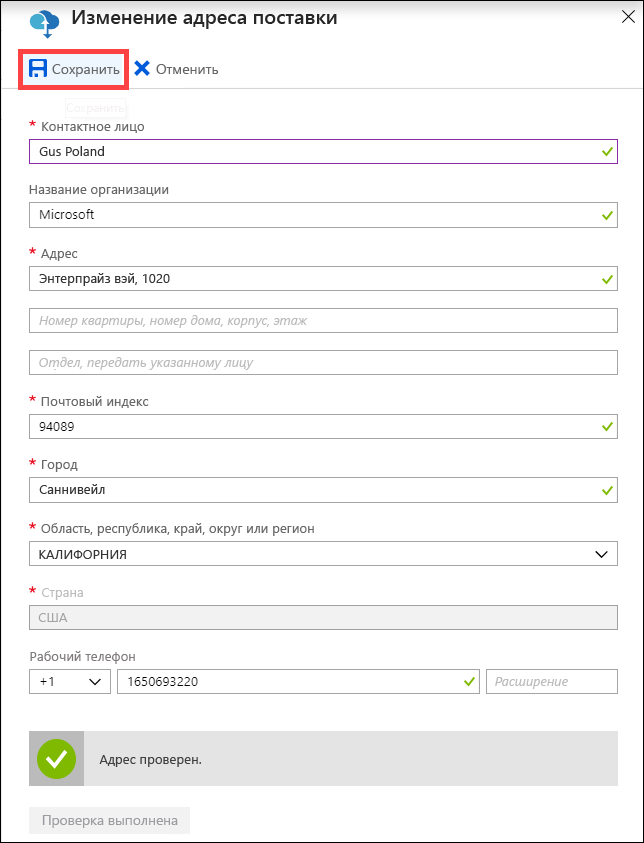 Изменение адреса поставки
Сохранить Отменить
Сохранить
* Контактное лицо
Gus Poland
Название организации
Microsoft
* Адрес
Энтерпрайз вэй, 1020
Номер квартиры, номер дома, корпус, этаж
Отдел, передать указанному лицу
* Почтовый индекс
94089
* Город
Саннивейл
* Область, республика, край, округ или регион
КАЛИФОРНИЯ
* Страна
США
Рабочий телефон
+1 1650693220 Расширение
Адрес проверен.
Проверка выполнена